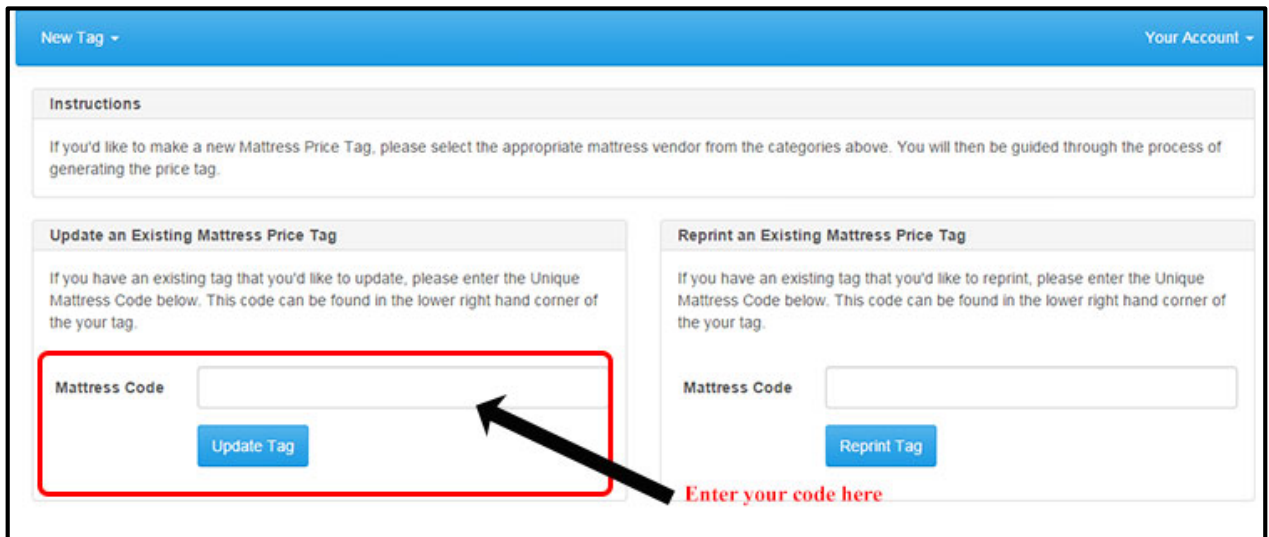 New Tag
Your Account
Instructions
If you'd like to make a new Mattress Price Tag, please select the appropriate mattress vendor from the categories above. You will then be guided through the process of
generating the price tag.
Update an Existing Mattress Price Tag
If you have an existing tag that you'd like to update, please enter the Unique
Mattress Code below. This code can be found in the lower right hand corner of
the your tag.
Mattress Code
Update Tag
Reprint an Existing Mattress Price Tag
If you have an existing tag that you'd like to reprint, please enter the Unique
Mattress Code below. This code can be found in the lower right hand corner of
the your tag.
Mattress Code
Reprint Tag
Enter your code here